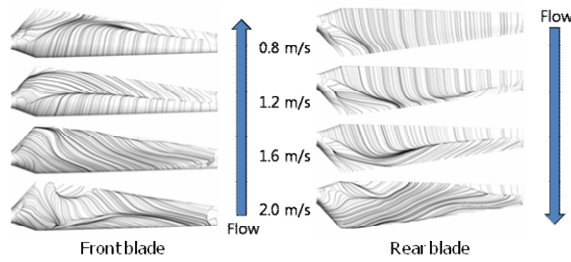 Flow
0.8 m/s
1.2 m/s
1.6 m/s
2.0 m/s
Flow
Front blade
Rear blade